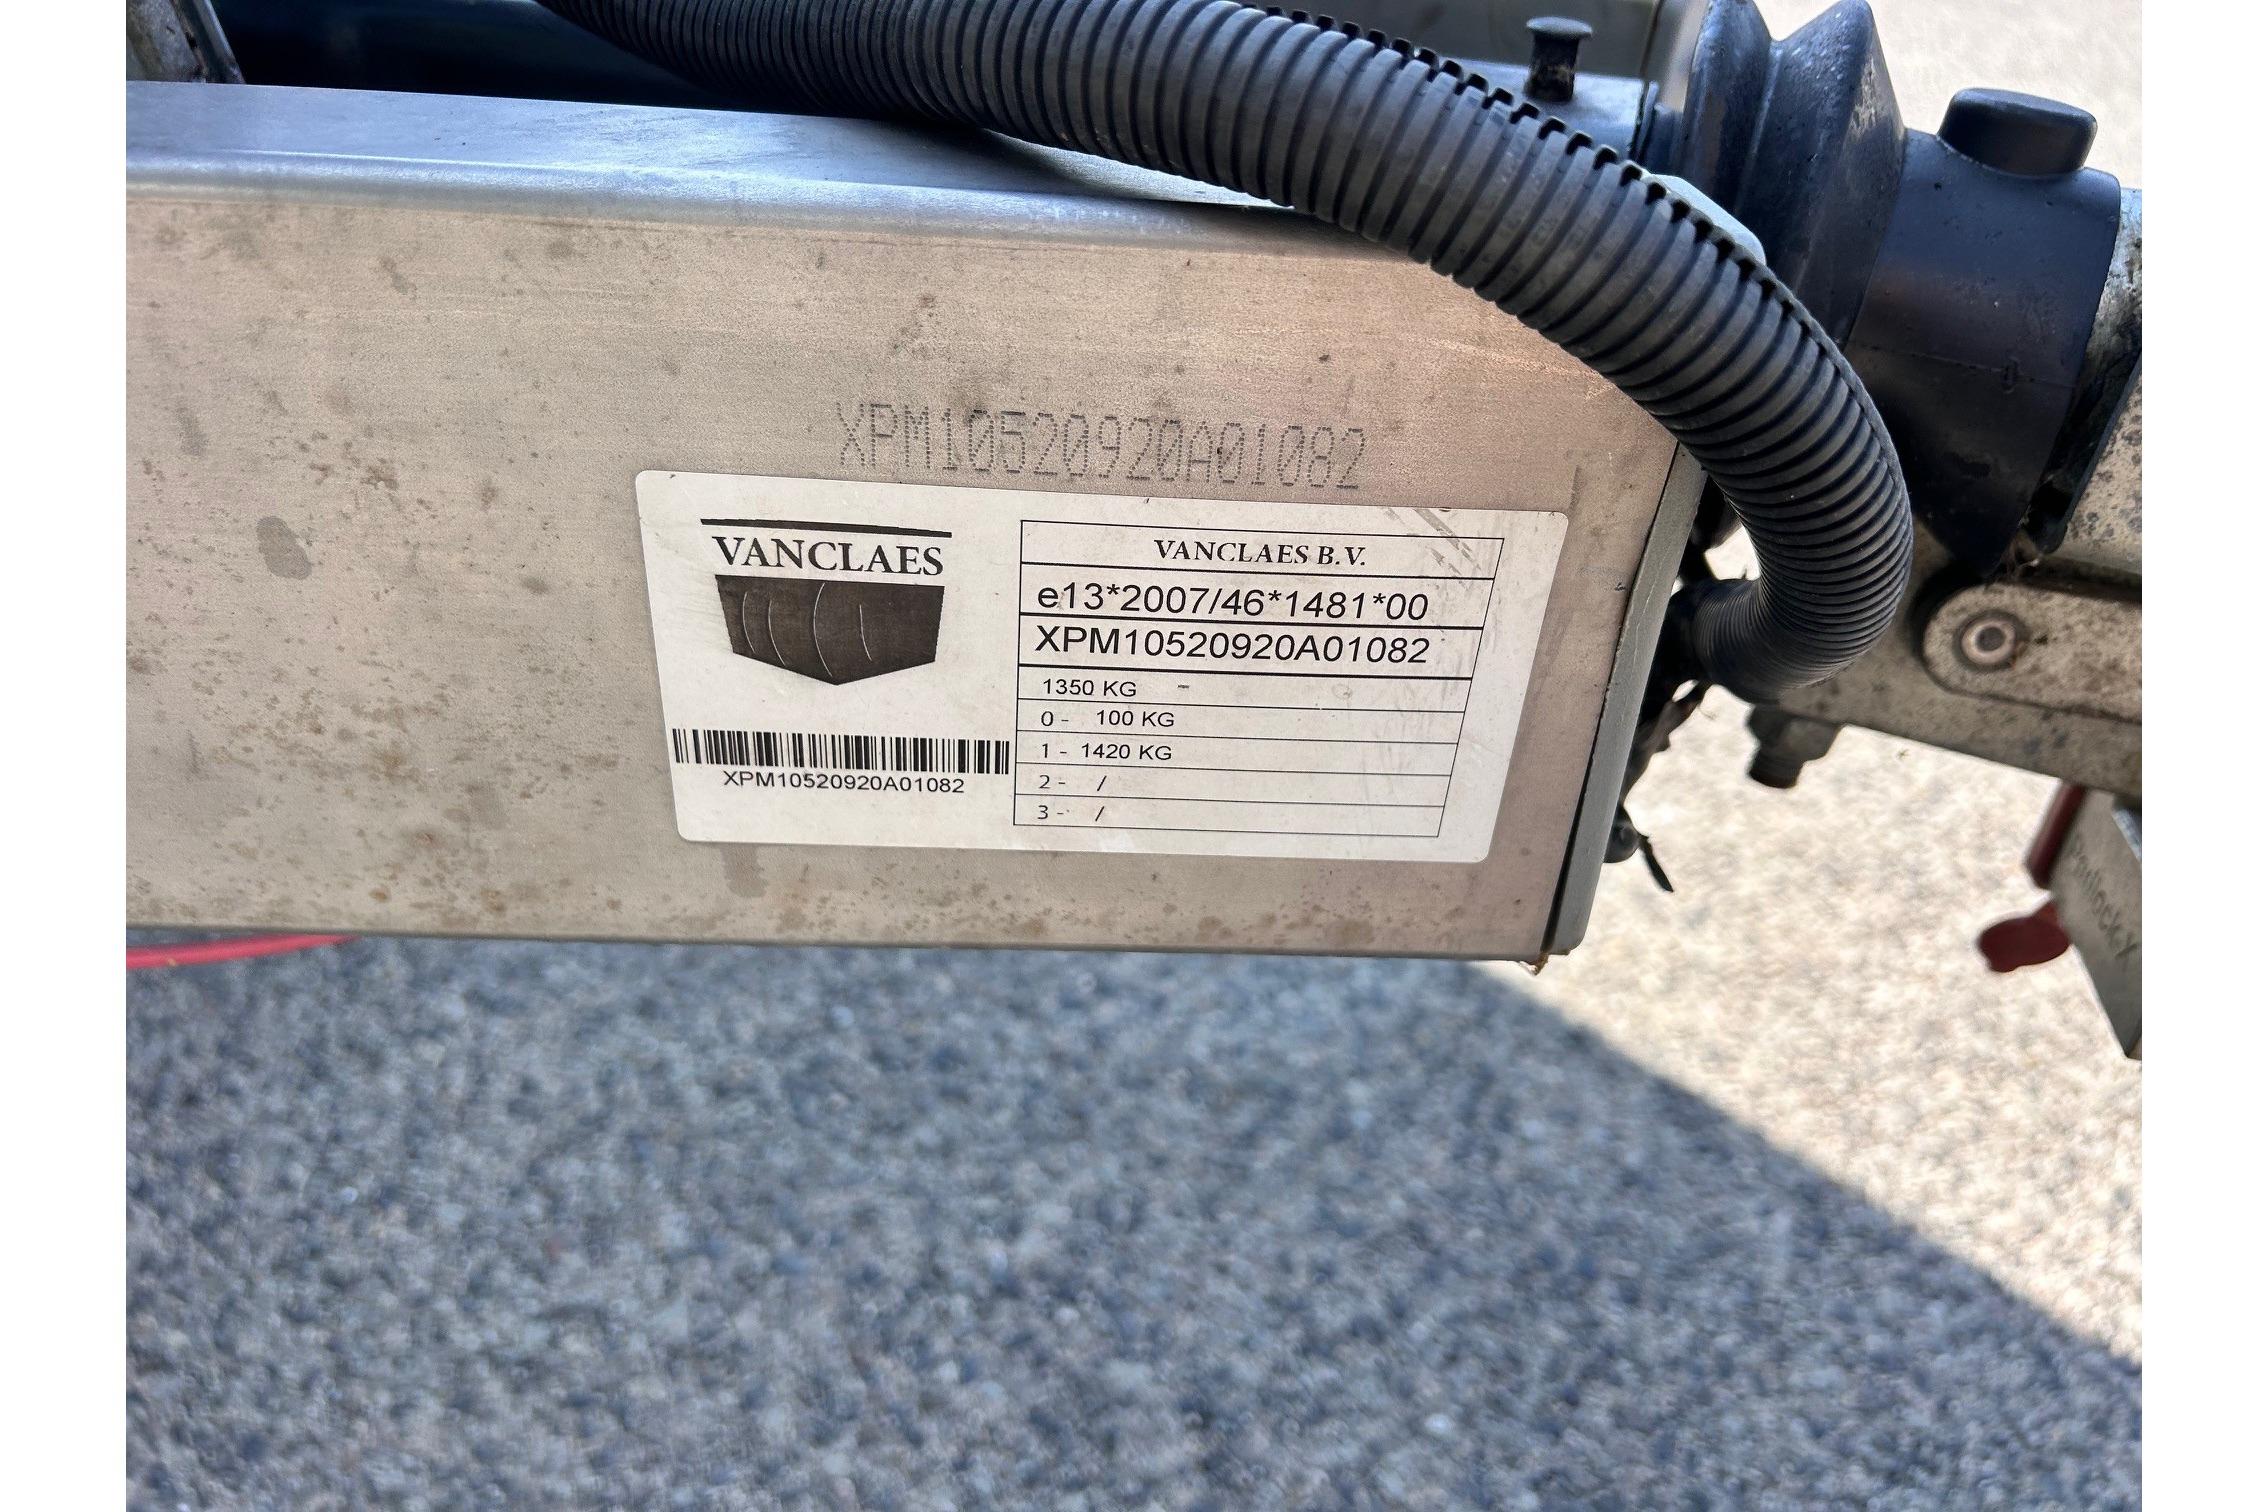 XPM10520920A01082
VANCLAES
XPM10520920A01082
VANCLAES B.V.
e13*2007/46*1481*00
XPM10520920A01082
1350 KG -
0 - 100 KG
1 - 1420 KG
2 - /
3 - /